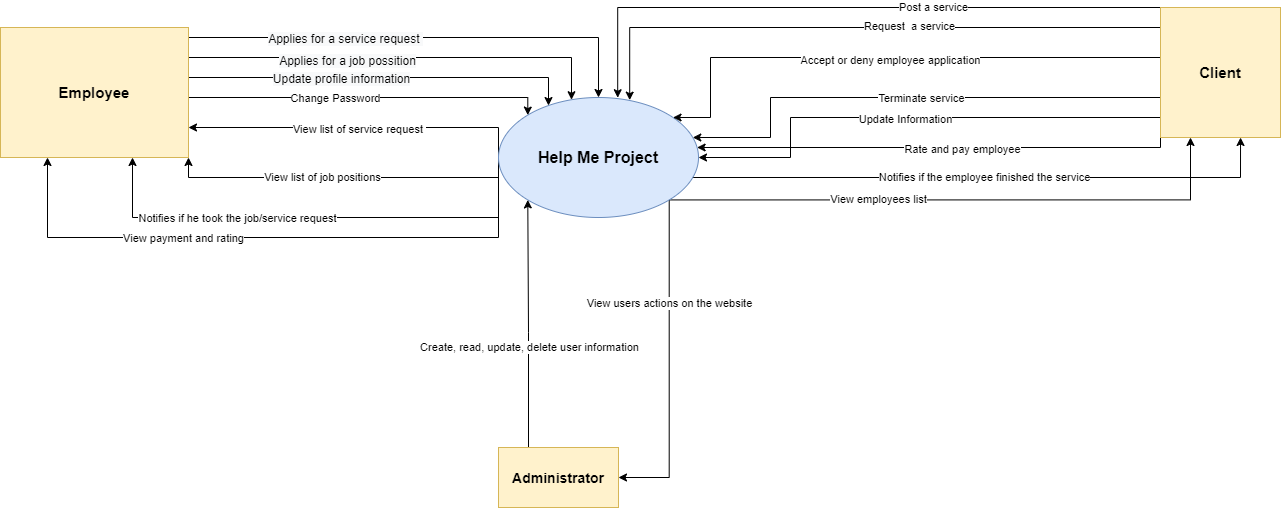 Post a service
Request  a service
Applies for a service request
Applies for a job possition
Accept or deny employee application
Client
Update profile information
Employee
Change Password
Terminate service
Update Information
View list of service request
Rate and pay employee
Help Me Project
View list of job positions
Notifies if the employee finished the service
View employees list
Notifies if he took the job/service request
View payment and rating
View users actions on the website
Create, read, update, delete user information
Administrator